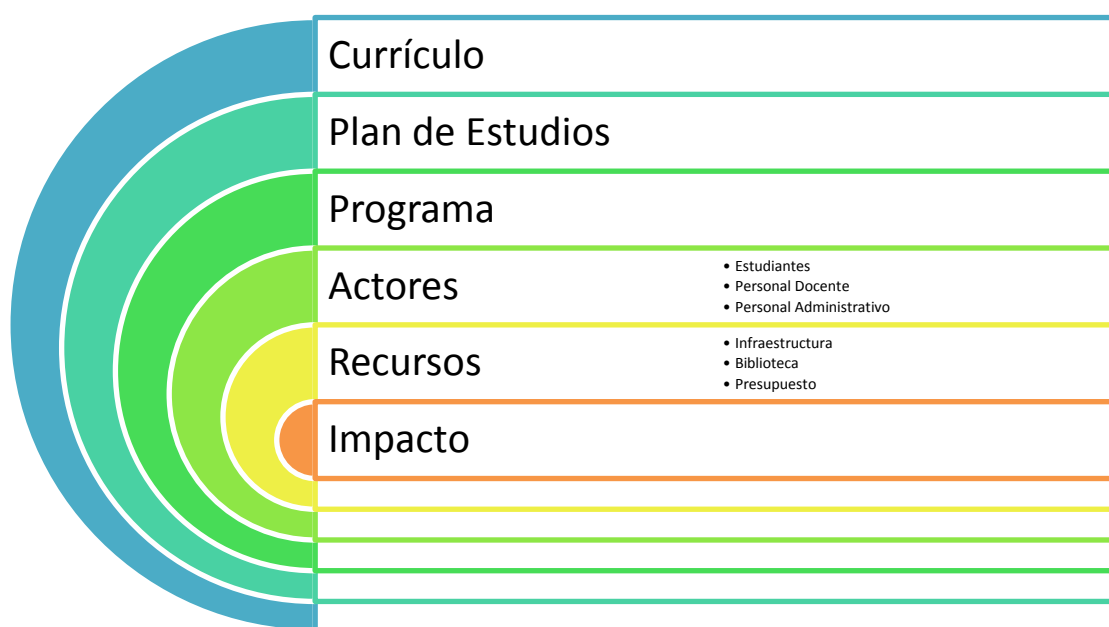 Currículo
Plan de Estudios
Programa
Actores
• Estudiantes
• Personal Docente
• Personal Administrativo
Recursos
• Infraestructura
• Biblioteca
• Presupuesto
Impacto